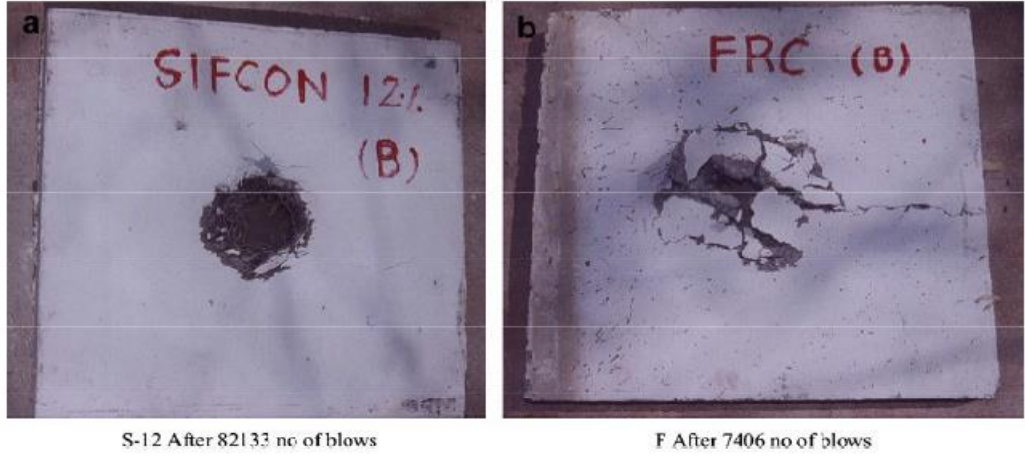 a
SIFCON 12%
(B)
b
FRC (B)
S-12 After 82133 no of blows
F After 7406 no of blows